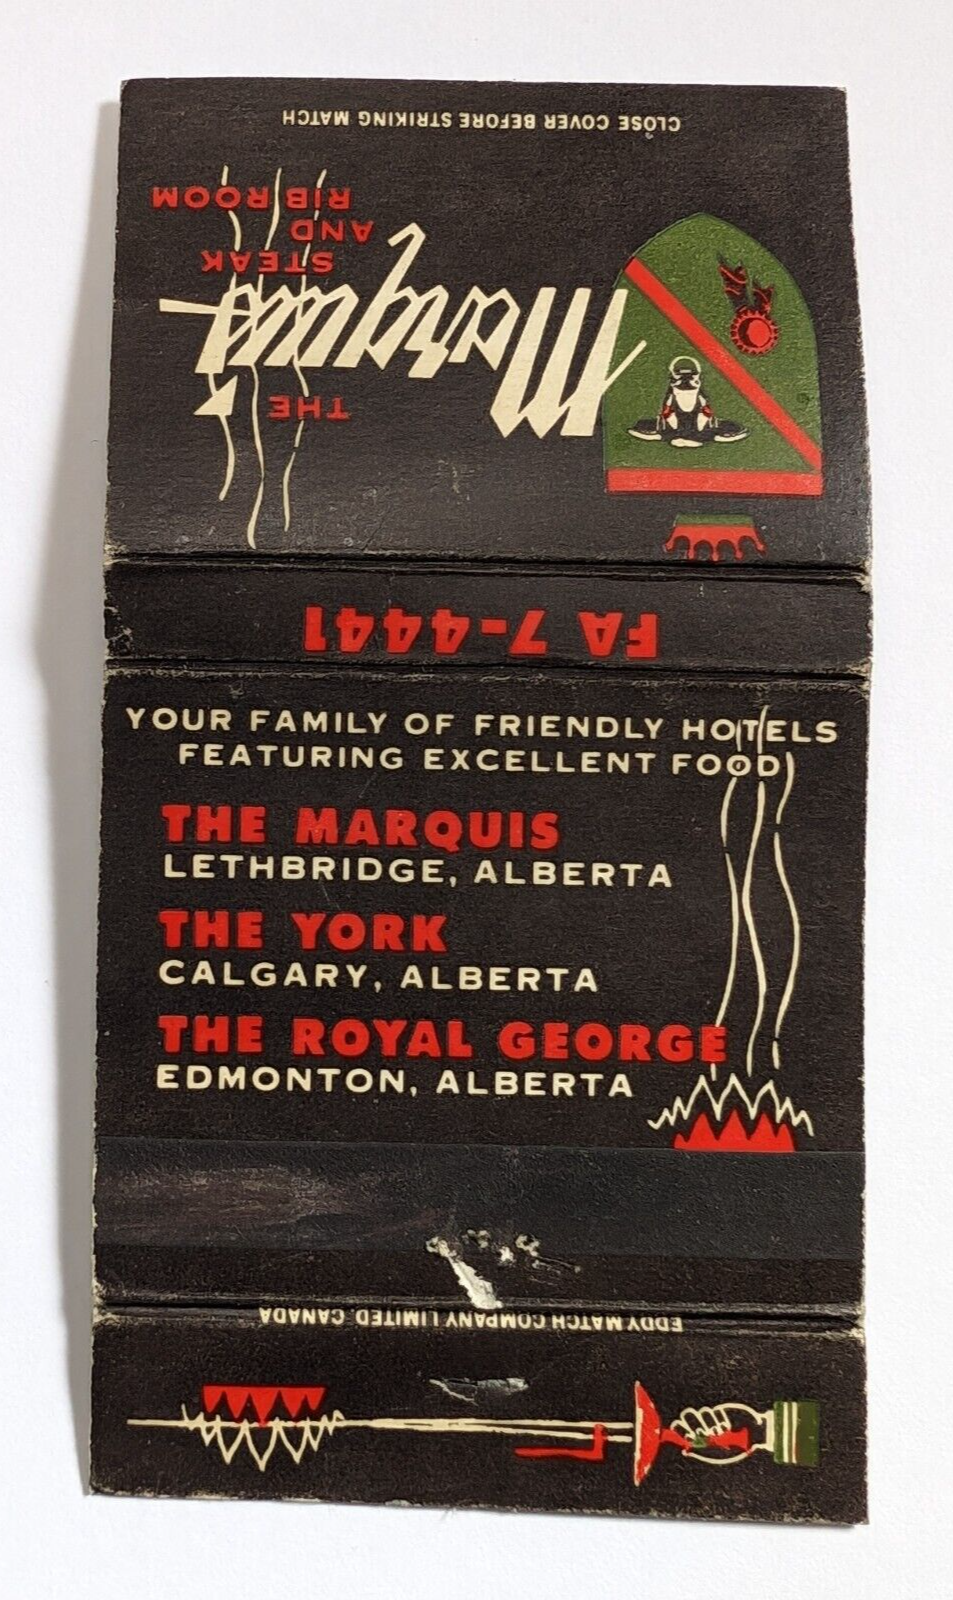 CLOSE COVER BEFORE STRIKING MATCH
THE
Marquis
STEAK
AND
RIB ROOM
FA 7-4441
YOUR FAMILY OF FRIENDLY HOTELS
FEATURING EXCELLENT FOOD
THE MARQUIS
LETHBRIDGE, ALBERTA
THE YORK
CALGARY, ALBERTA
THE ROYAL GEORGE
EDMONTON, ALBERTA
EDDY MATCH COMPANY LIMITED. CANADA